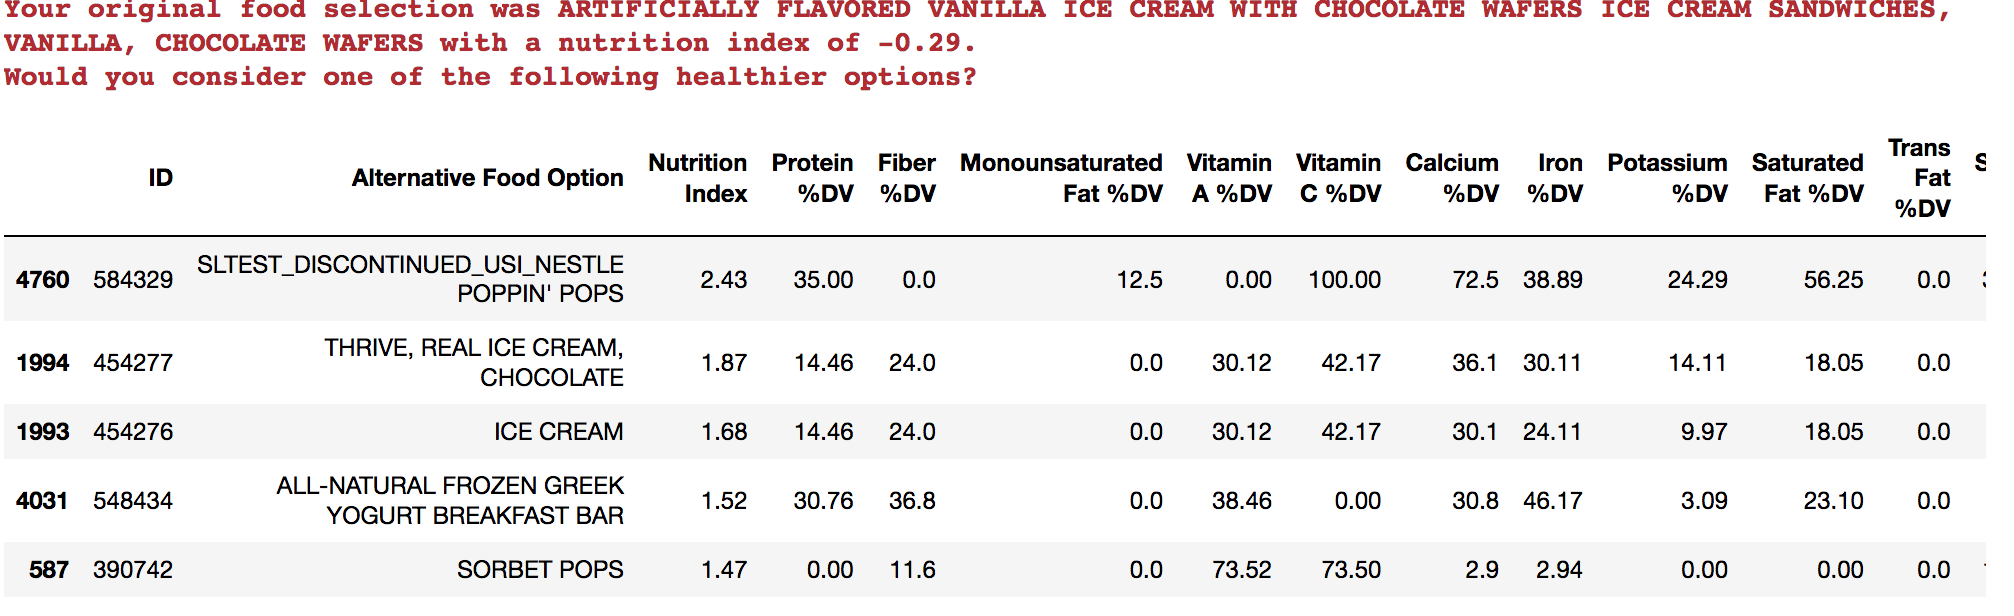 Your original food selection was ARTIFICIALLY FLAVORED VANILLA ICE CREAM WITH CHOCOLATE WAFERS ICE CREAM SANDWICHES,
VANILLA, CHOCOLATE WAFERS with a nutrition index of -0.29.
Would you consider one of the following healthier options?
ID Alternative Food Option Nutrition Index Protein %DV Fiber %DV Monounsaturated Fat %DV Vitamin A %DV Vitamin C %DV Calcium %DV Iron %DV Potassium %DV Saturated Fat %DV Trans Fat %DV S
4760 584329 SLTEST_DISCONTINUED_USI_NESTLE POPPIN' POPS 2.43 35.00 0.0 12.5 0.00 100.00 72.5 38.89 24.29 56.25 0.0
1994 454277 THRIVE, REAL ICE CREAM, CHOCOLATE 1.87 14.46 24.0 0.0 30.12 42.17 36.1 30.11 14.11 18.05 0.0
1993 454276 ICE CREAM 1.68 14.46 24.0 0.0 30.12 42.17 30.1 24.11 9.97 18.05 0.0
4031 548434 ALL-NATURAL FROZEN GREEK YOGURT BREAKFAST BAR 1.52 30.76 36.8 0.0 38.46 0.00 30.8 46.17 3.09 23.10 0.0
587 390742 SORBET POPS 1.47 0.00 11.6 0.0 73.52 73.50 2.9 2.94 0.00 0.00 0.0